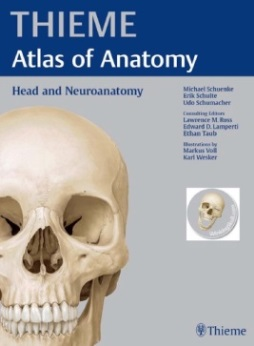 THIEME
Atlas of Anatomy
Head and Neuroanatomy
Michael Schuenke
Erik Schulte
Udo Schumacher
Consulting Editors
Lawrence M. Ross
Edward D. Lamperti
Ethan Taub
Illustrations by
Markus Voll
Karl Wesker
Thieme